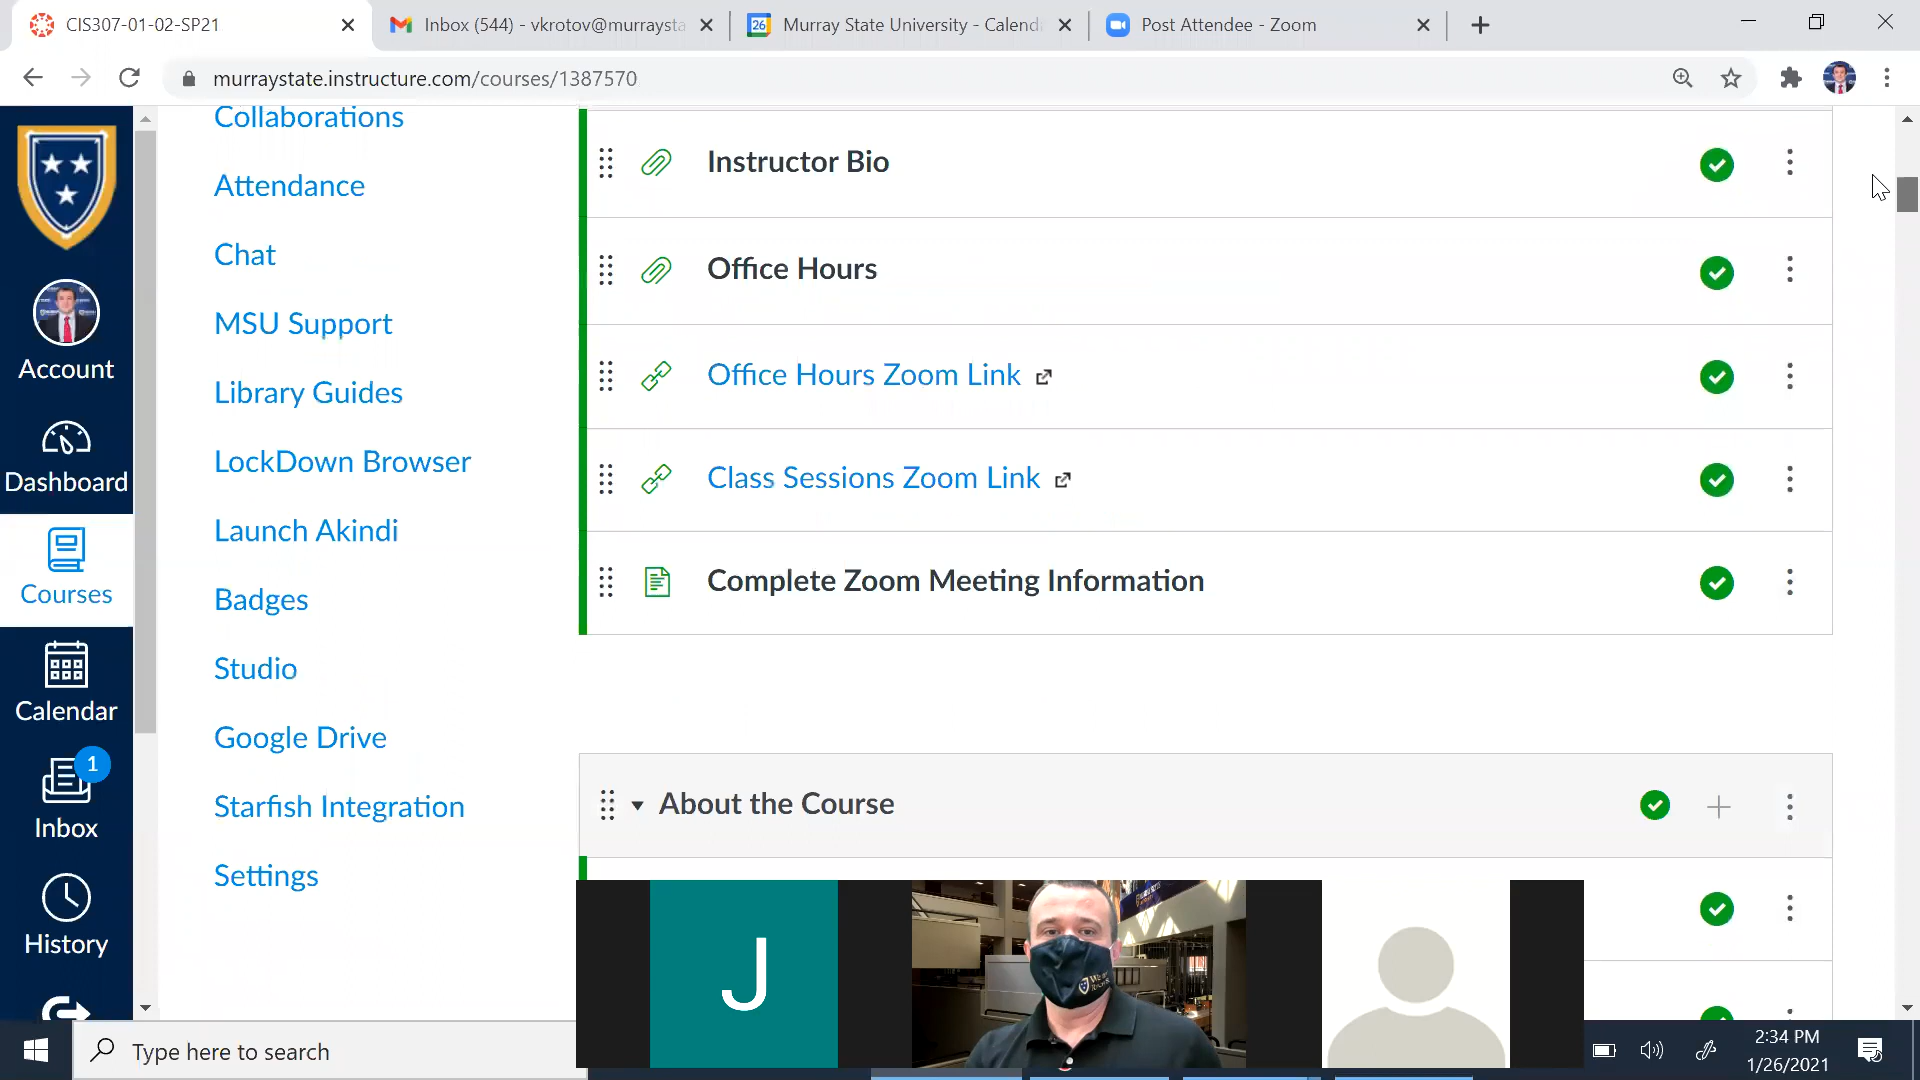 CIS307-01-02-SP21
Inbox (544) - vkrotov@murraysta
26
Murray State University - Calend
Post Attendee - Zoom
murraystate.instructure.com/courses/1387570
Account
Dashboard
Courses
Calendar
1
Inbox
History
Collaborations
Attendance
Chat
MSU Support
Library Guides
LockDown Browser
Launch Akindi
Badges
Studio
Google Drive
Starfish Integration
Settings
Instructor Bio
Office Hours
Office Hours Zoom Link
Class Sessions Zoom Link
Complete Zoom Meeting Information
About the Course
J
Type here to search
2:34 PM
1/26/2021